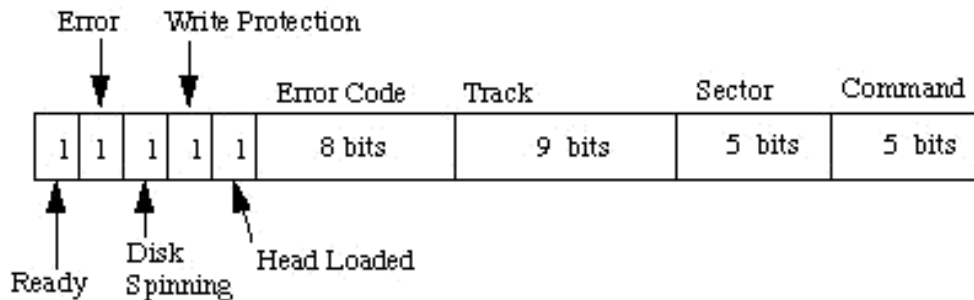 Error Write Protection
Error Code Track Sector Command
1 1 1 1 1 8 bits 9 bits 5 bits 5 bits
Ready Disk Spinning Head Loaded